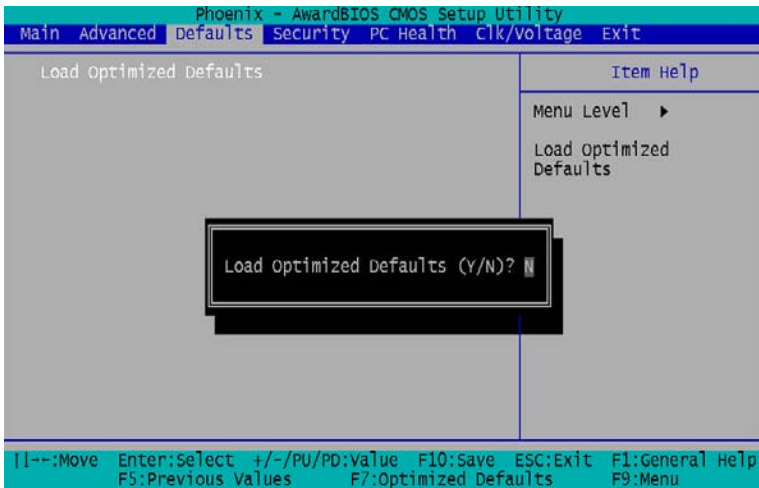 Phoenix - AwardBIOS CMOS Setup Utility
Main Advanced Defaults Security PC Health Clk/Voltage Exit
Load Optimized Defaults
Item Help
Menu Level ▶
Load Optimized
Defaults
Load Optimized Defaults (Y/N)? N
↑↓→←:Move Enter:Select +/-/PU/PD:Value F10:Save ESC:Exit F1:General Help
F5:Previous Values F7:Optimized Defaults F9:Menu